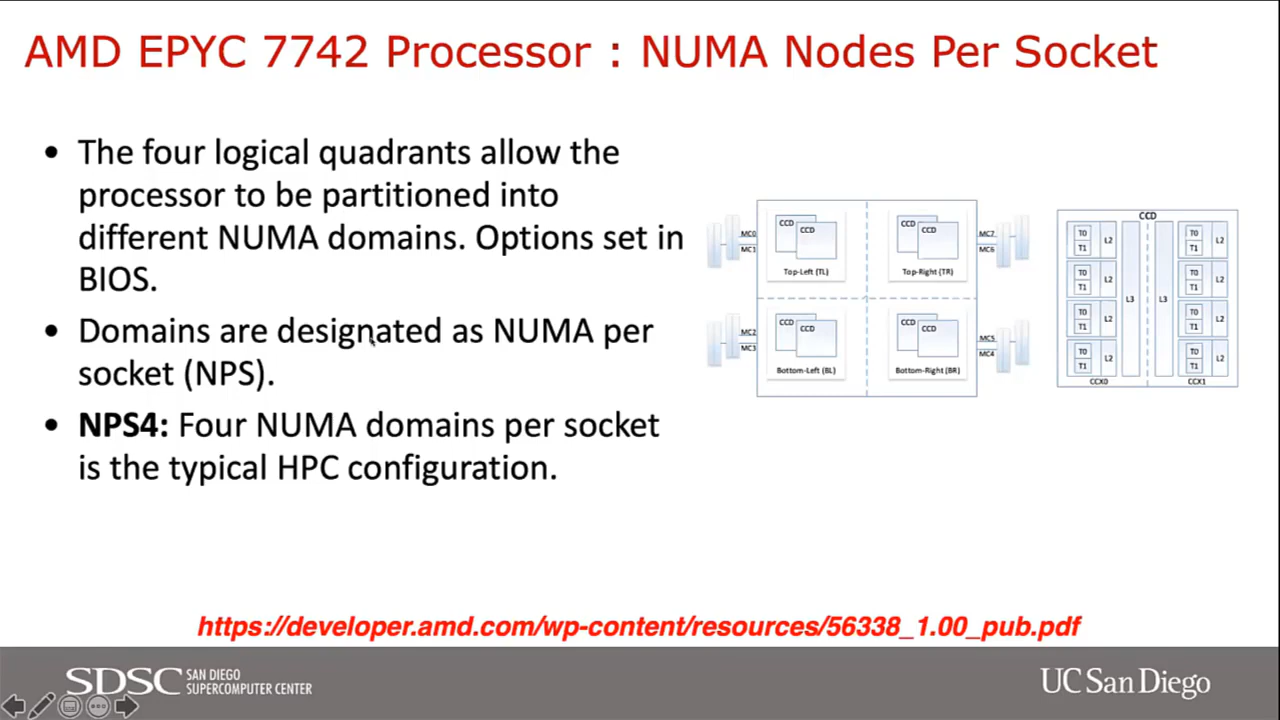 AMD EPYC 7742 Processor : NUMA Nodes Per Socket
• The four logical quadrants allow the
processor to be partitioned into
different NUMA domains. Options set in
BIOS.
• Domains are designated as NUMA per
socket (NPS).
• NPS4: Four NUMA domains per socket
is the typical HPC configuration.
MC0
MC1
CCD
CCD
Top-Left (TL)
CCD
CCD
Top-Right (TR)
MC7
MC6
MC2
MC3
CCD
CCD
Bottom-Left (BL)
CCD
CCD
Bottom-Right (BR)
MC5
MC4
CCD
T0
T1
L2
T0
T1
L2
T0
T1
L2
T0
T1
L2
L3
L3
T0
T1
L2
T0
T1
L2
T0
T1
L2
T0
T1
L2
CCX0
CCX1
https://developer.amd.com/wp-content/resources/56338_1.00_pub.pdf
SDSC SAN DIEGO
SUPERCOMPUTER CENTER
UC San Diego